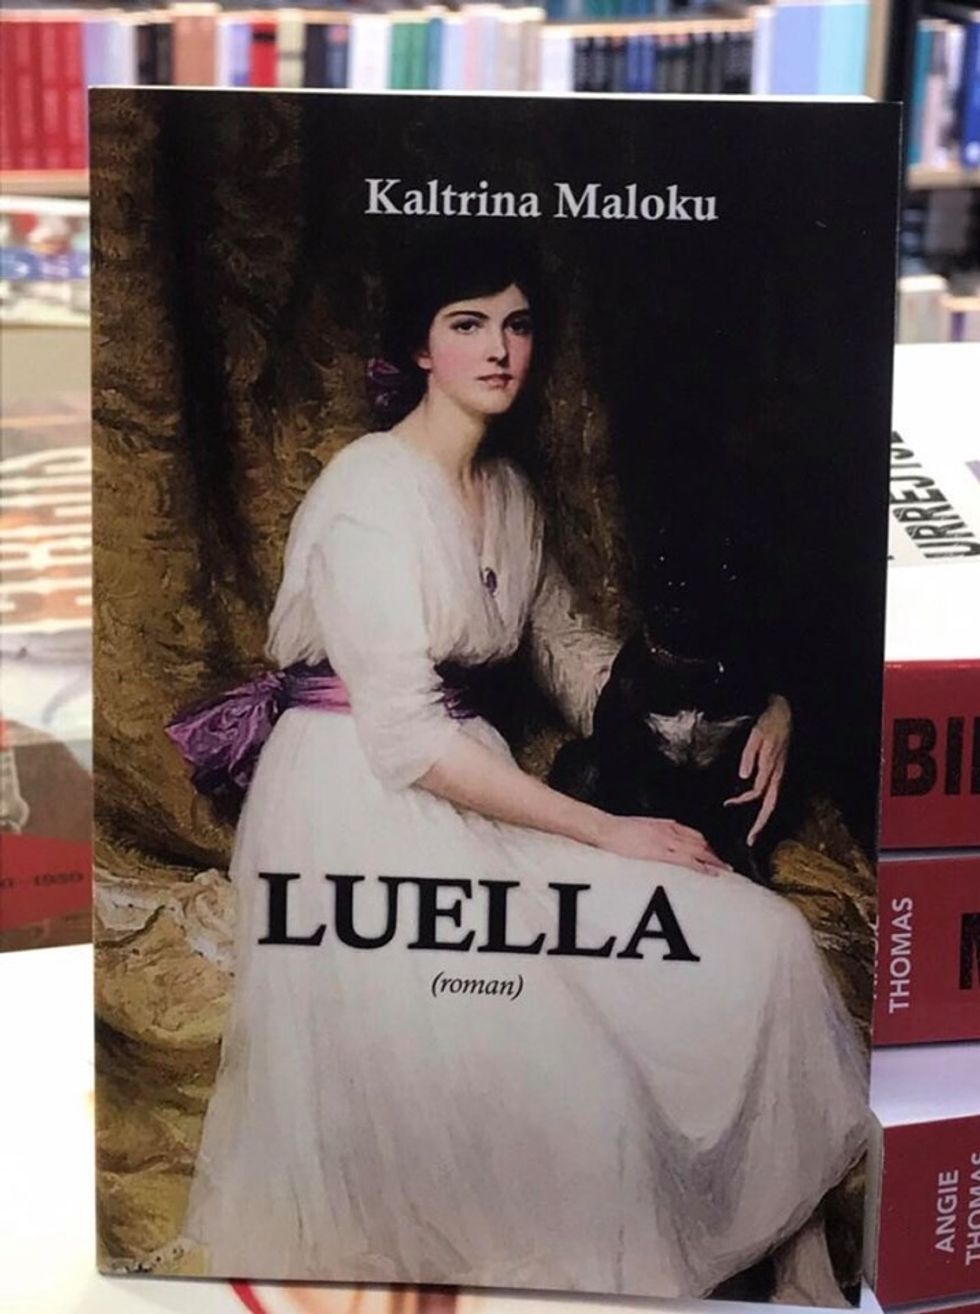 Kaltrina Maloku
LUELLA
(roman)
THOMAS
ANGIE
THOMAS